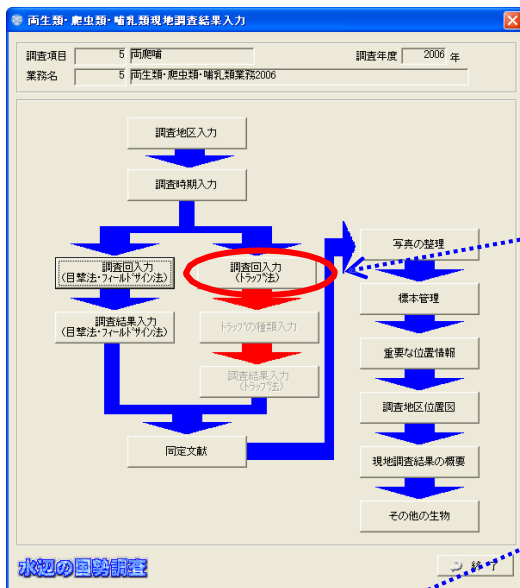 両生類・爬虫類・哺乳類現地調査結果入力
調査項目 5 両爬哺 調査年度 2006 年
業務名 5 両生類・爬虫類・哺乳類業務2006
調査地区入力
調査時期入力
調査回入力
(目撃法・フィールドサイン法)
調査結果入力
(目撃法・フィールドサイン法)
調査回入力
(トラップ法)
トラップの種類入力
調査結果入力
(トラップ法)
同定文献
写真の整理
標本管理
重要な位置情報
調査地区位置図
現地調査結果の概要
その他の生物
水辺の国勢調査
終了